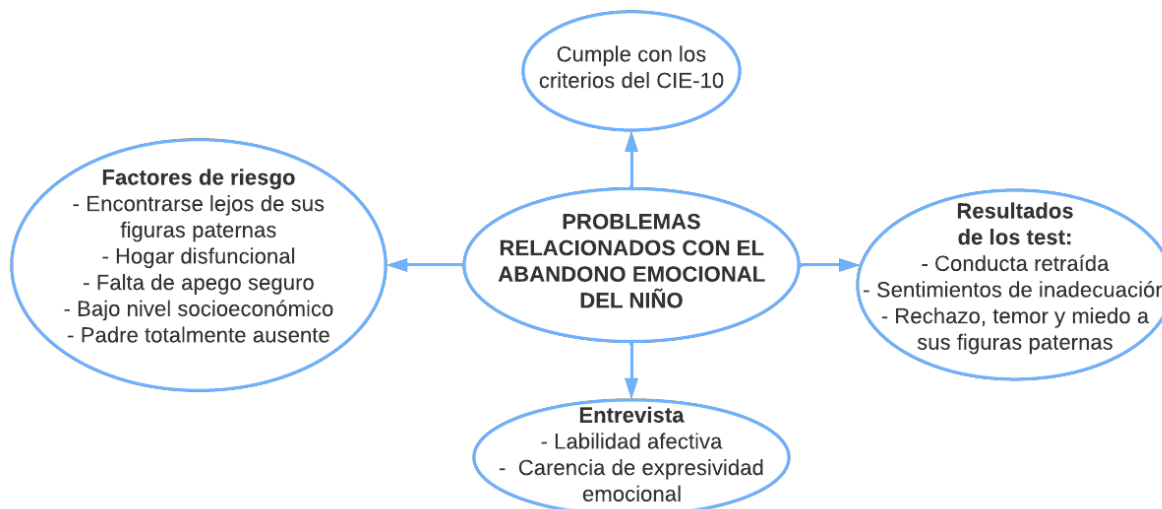 Cumple con los
criterios del CIE-10
Factores de riesgo
- Encontrarse lejos de sus
figuras paternas
- Hogar disfuncional
- Falta de apego seguro
- Bajo nivel socioeconómico
- Padre totalmente ausente
PROBLEMAS
RELACIONADOS CON EL
ABANDONO EMOCIONAL
DEL NIÑO
Resultados
de los test:
- Conducta retraída
- Sentimientos de inadecuación
- Rechazo, temor y miedo a
sus figuras paternas
Entrevista
- Labilidad afectiva
- Carencia de expresividad
emocional